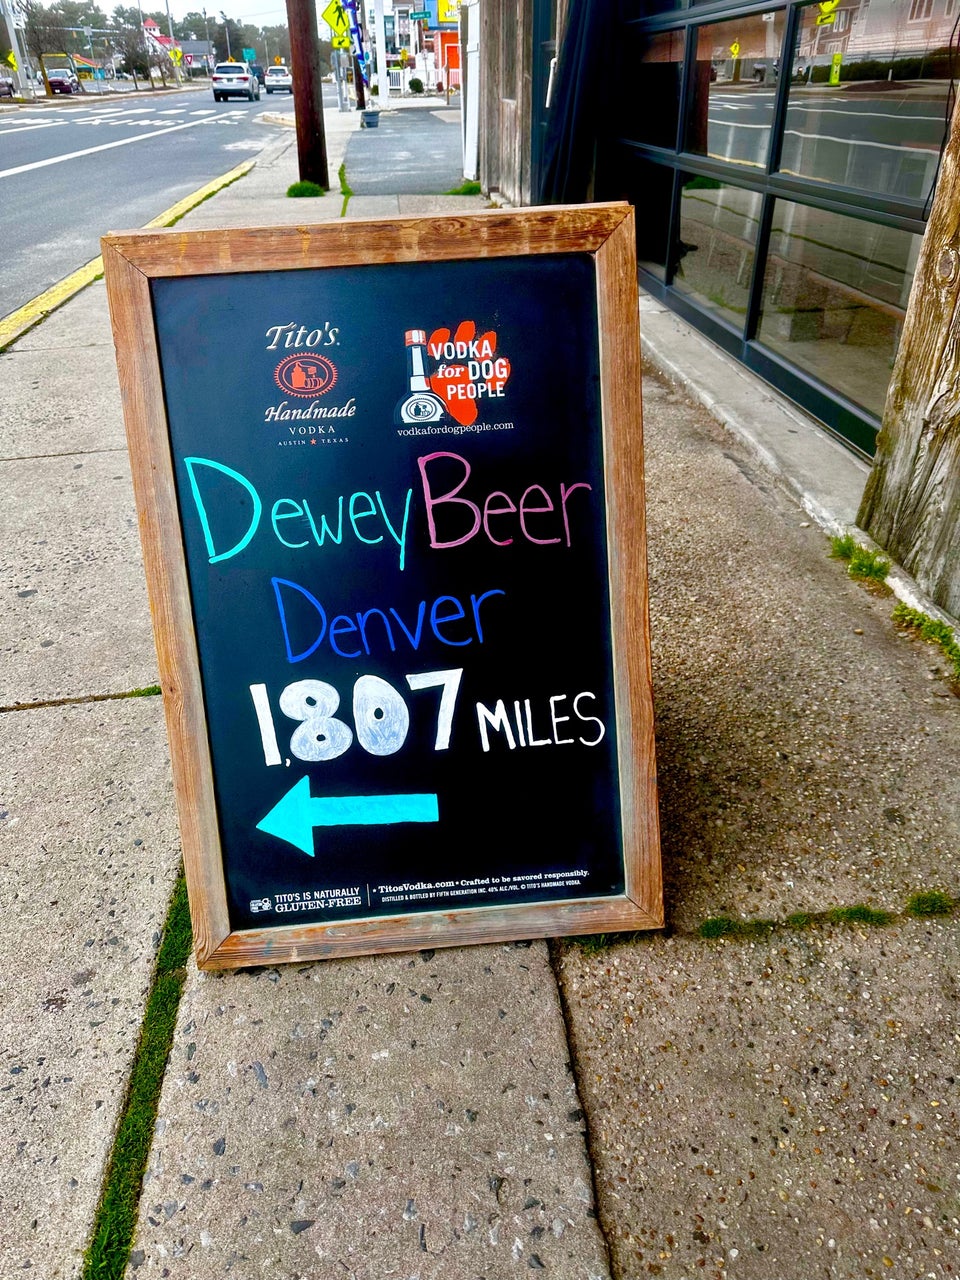 Tito's
Handmade
VODKA
AUSTIN ★ TEXAS
VODKA
for DOG
PEOPLE
vodkafordogpeople.com
Dewey Beer
Denver
1,807 MILES
TITO'S IS NATURALLY
GLUTEN-FREE
• TitosVodka.com • Crafted to be savored responsibly.
DISTILLED & BOTTLED BY FIFTH GENERATION INC. 40% ALC./VOL. © TITO'S HANDMADE VODKA.